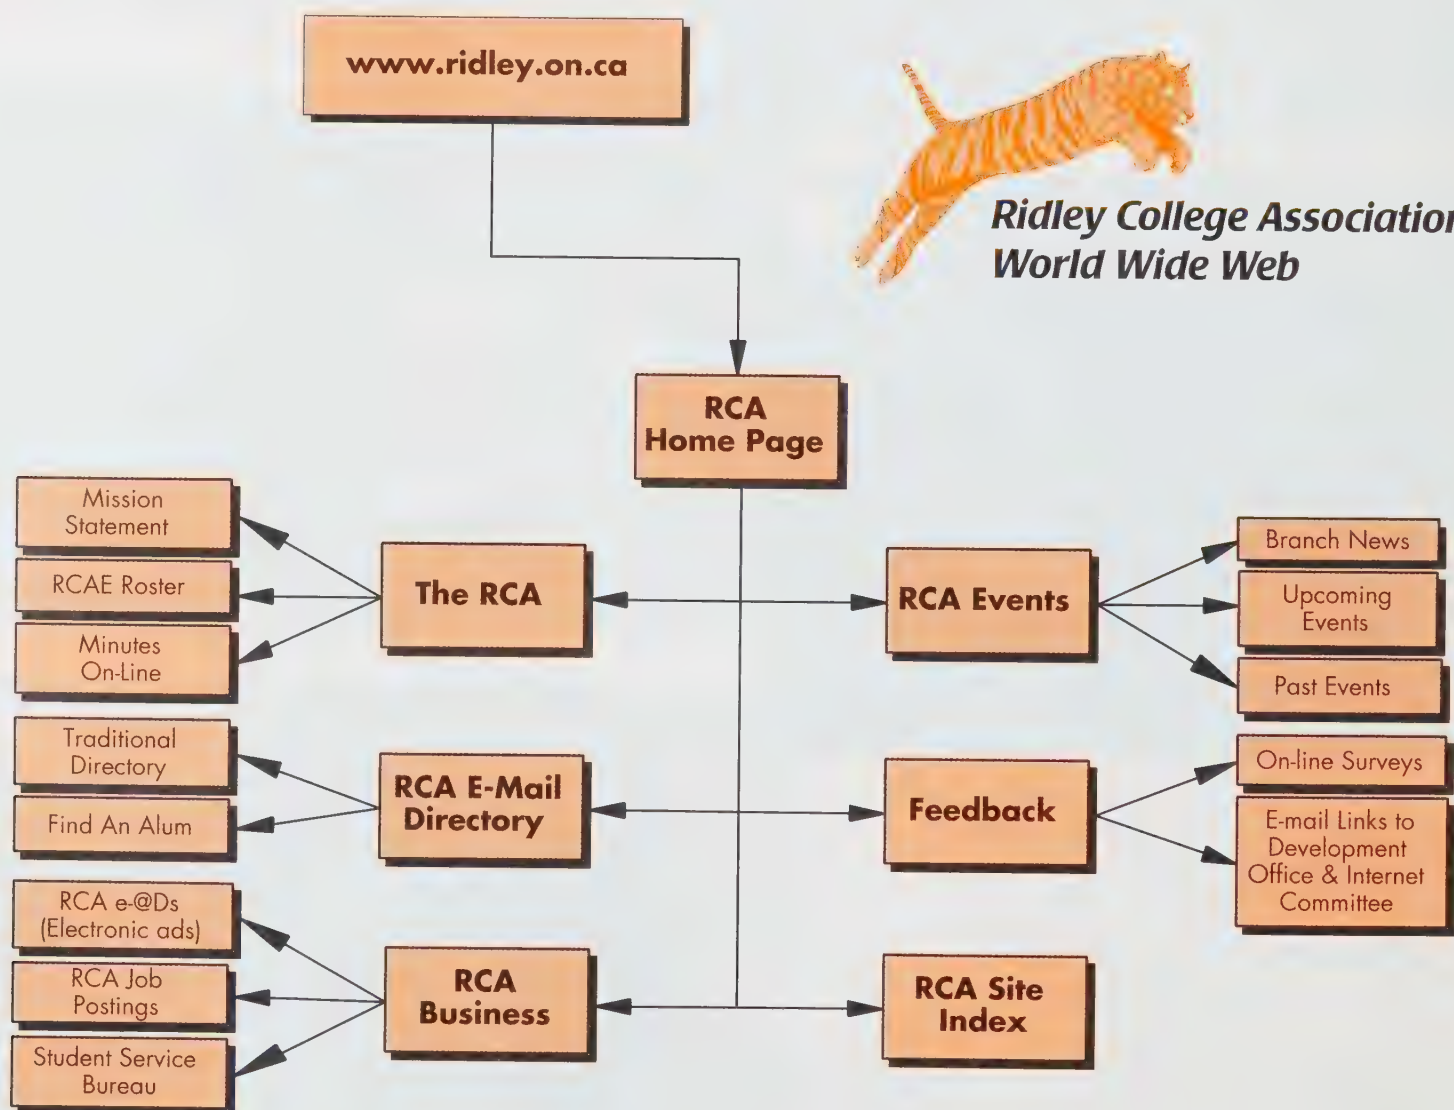 www.ridley.on.ca
Ridley College Association
World Wide Web
RCA
Home Page
Mission
Statement
RCAE Roster
Minutes
On-Line
The RCA
RCA Events
Branch News
Upcoming
Events
Past Events
Traditional
Directory
Find An Alum
RCA E-Mail
Directory
Feedback
On-line Surveys
E-mail Links to
Development
Office & Internet
Committee
RCA e-@Ds
(Electronic ads)
RCA Job
Postings
Student Service
Bureau
RCA
Business
RCA Site
Index